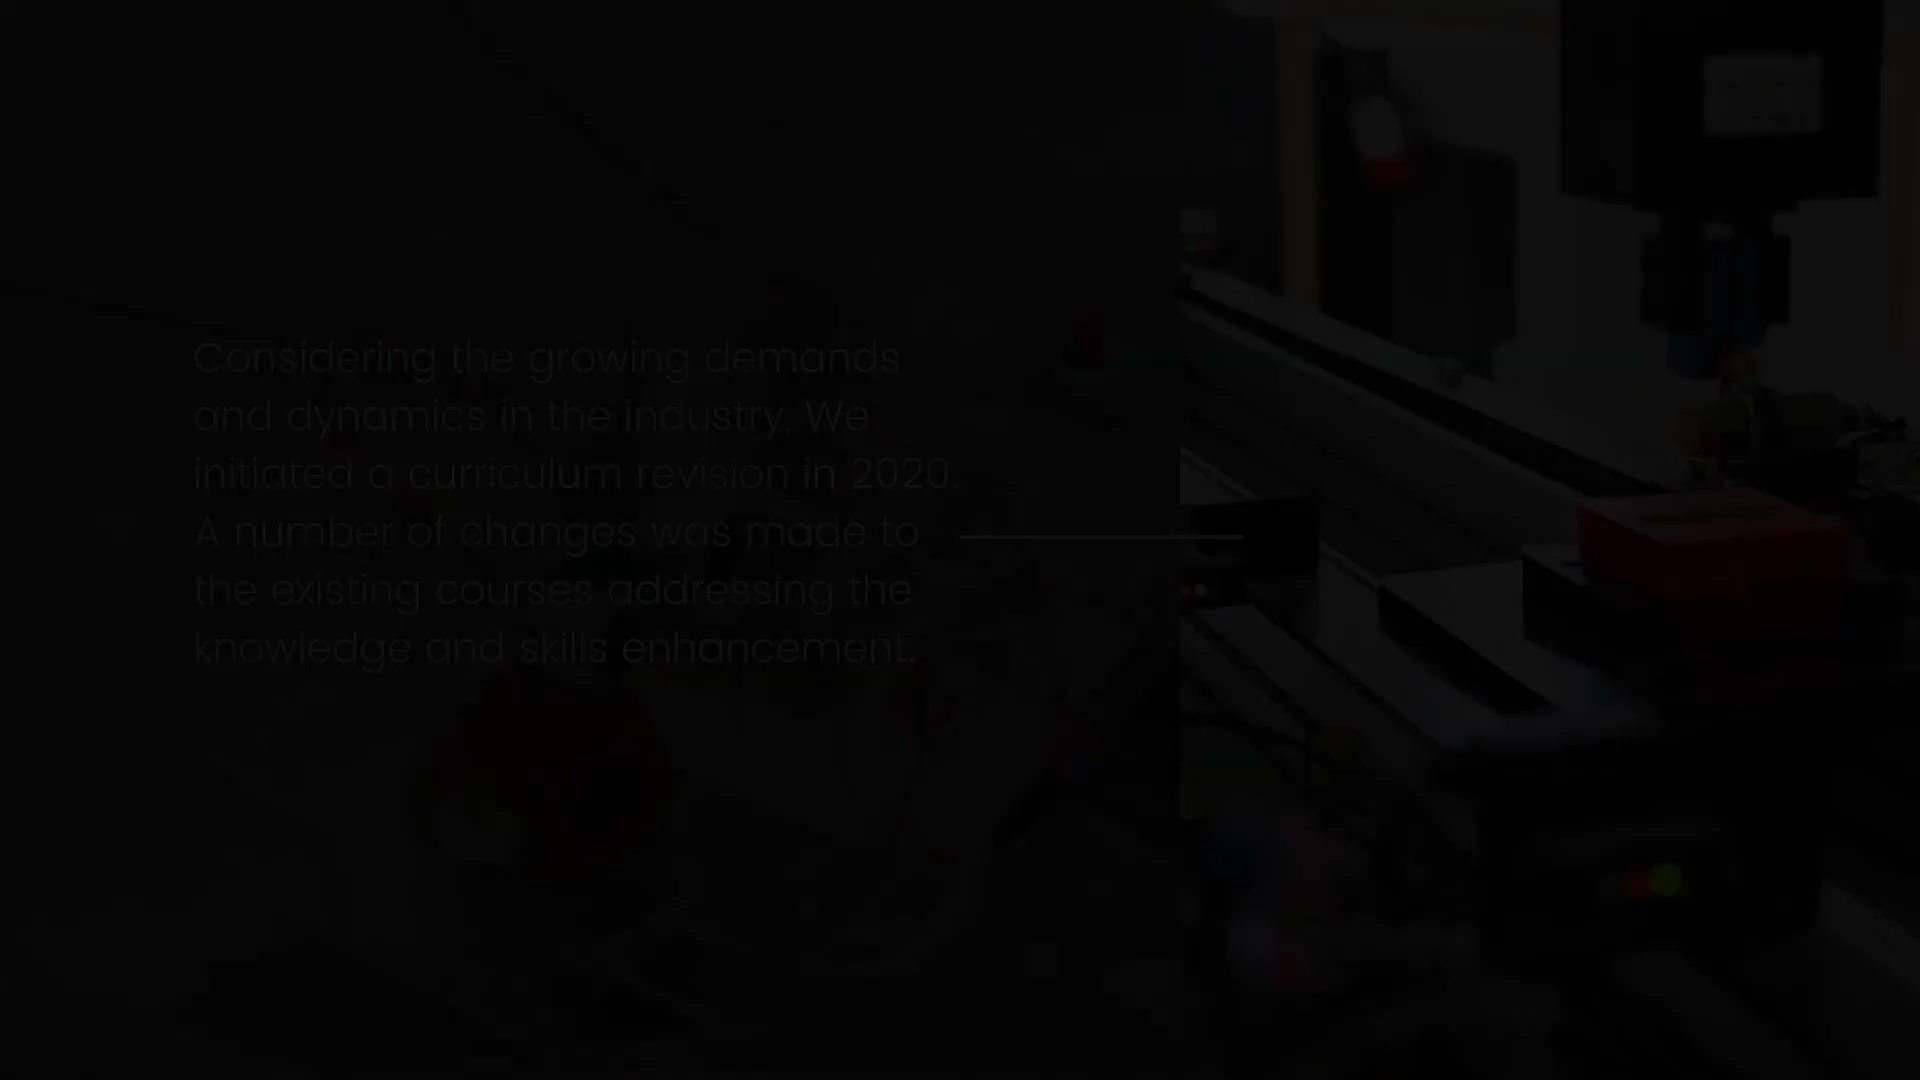 Considering the growing demands
and dynamics in the industry, We
initiated a curriculum revision in 2020.
A number of changes was made to
the existing courses addressing the
knowledge and skills enhancement.